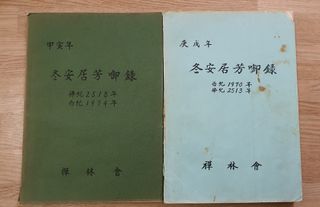 甲寅年
冬安居芳啣錄
佛紀2518年
西紀1974年
禪林會
庚戌年
冬安居芳啣錄
西紀1970年
佛紀2513年
禪林會